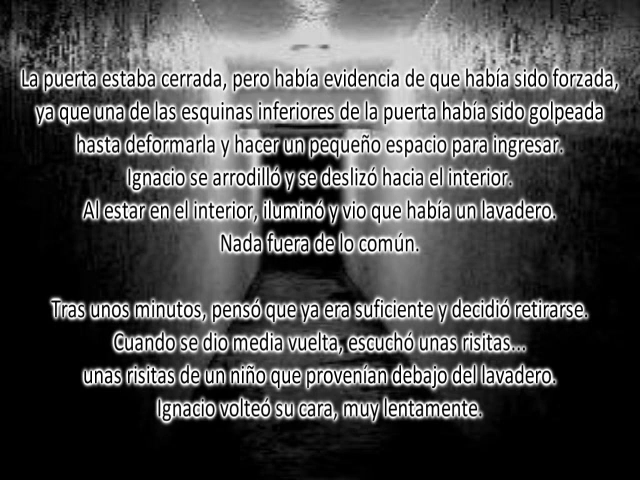 La puerta estaba cerrada, pero había evidencia de que había sido forzada,
ya que una de las esquinas inferiores de la puerta había sido golpeada
hasta deformarla y hacer un pequeño espacio para ingresar.
Ignacio se arrodilló y se deslizó hacia el interior.
Al estar en el interior, iluminó y vio que había un lavadero.
Nada fuera de lo común.
Tras unos minutos, pensó que ya era suficiente y decidió retirarse.
Cuando se dio media vuelta, escuchó unas risitas...
unas risitas de un niño que provenían debajo del lavadero.
Ignacio volteó su cara, muy lentamente.